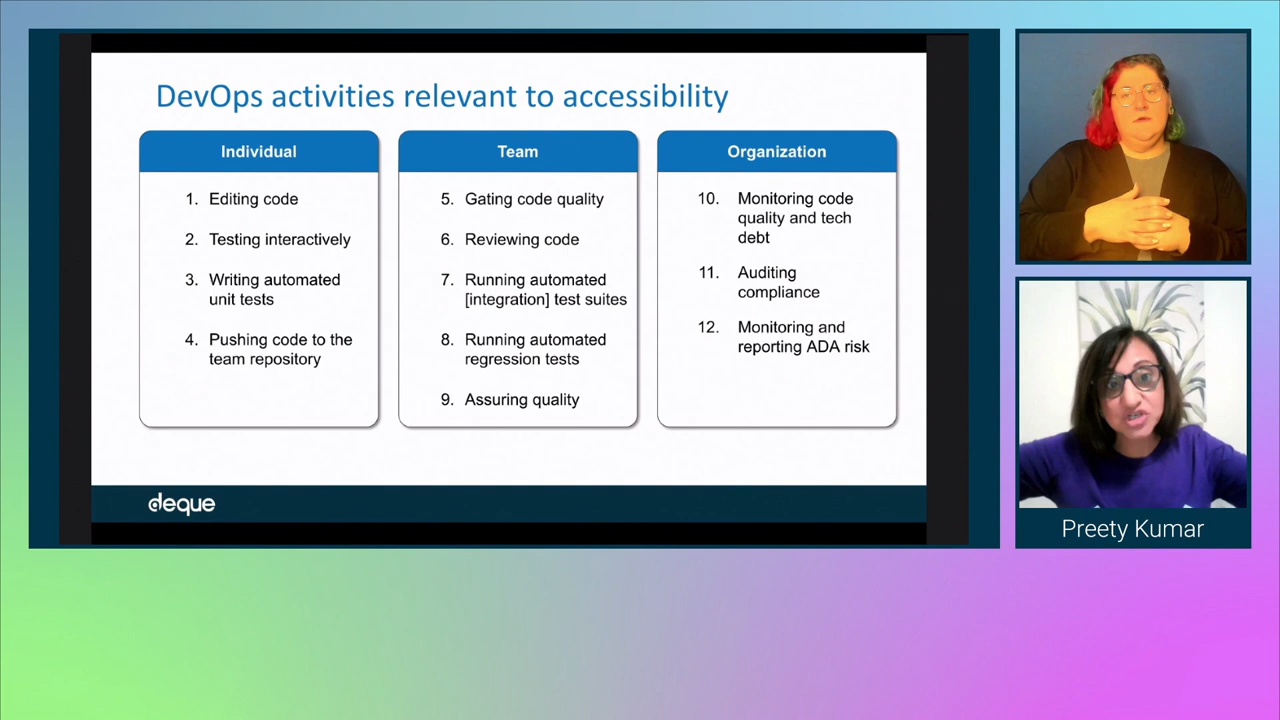 DevOps activities relevant to accessibility
Individual
1. Editing code
2. Testing interactively
3. Writing automated
unit tests
4. Pushing code to the
team repository
Team
5. Gating code quality
6. Reviewing code
7. Running automated
[integration] test suites
8. Running automated
regression tests
9. Assuring quality
Organization
10. Monitoring code
quality and tech
debt
11. Auditing
compliance
12. Monitoring and
reporting ADA risk
deque
Preety Kumar